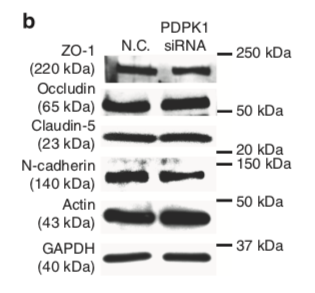 b
N.C.
PDPK1
siRNA
ZO-1
(220 kDa)
250 kDa
Occludin
(65 kDa)
50 kDa
Claudin-5
(23 kDa)
20 kDa
150 kDa
N-cadherin
(140 kDa)
Actin
(43 kDa)
50 kDa
GAPDH
(40 kDa)
37 kDa